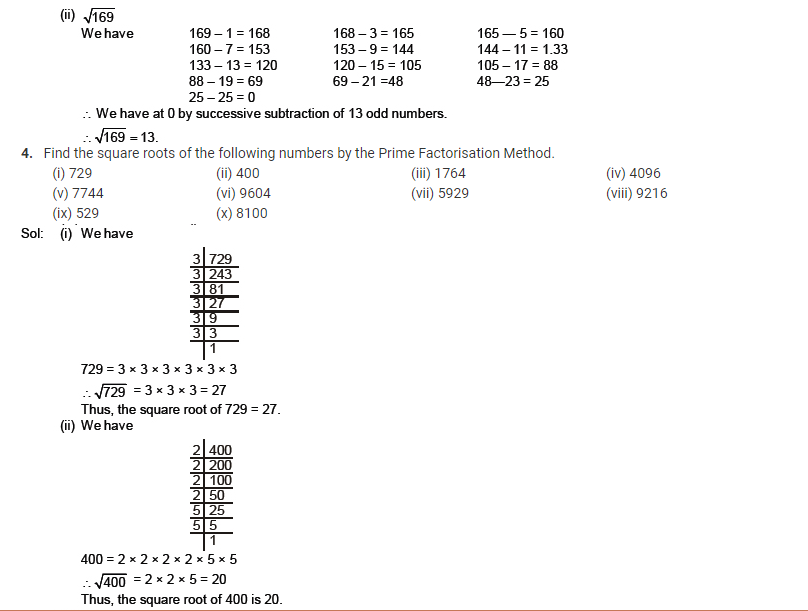 (ii) √169
We have 169 – 1 = 168 168 – 3 = 165 165 — 5 = 160
160 – 7 = 153 153 – 9 = 144 144 – 11 = 1.33
133 – 13 = 120 120 – 15 = 105 105 – 17 = 88
88 – 19 = 69 69 – 21 =48 48—23 = 25
25 – 25 = 0
∴ We have at 0 by successive subtraction of 13 odd numbers.
∴ √169 = 13.
4. Find the square roots of the following numbers by the Prime Factorisation Method.
(i) 729 (ii) 400 (iii) 1764 (iv) 4096
(v) 7744 (vi) 9604 (vii) 5929 (viii) 9216
(ix) 529 (x) 8100
Sol: (i) We have
3 729
3 243
3 81
3 27
3 9
3 3
1
729 = 3 × 3 × 3 × 3 × 3 × 3
∴ √729 = 3 × 3 × 3 = 27
Thus, the square root of 729 = 27.
(ii) We have
2 400
2 200
2 100
2 50
5 25
5 5
1
400 = 2 × 2 × 2 × 2 × 5 × 5
∴ √400 = 2 × 2 × 5 = 20
Thus, the square root of 400 is 20.